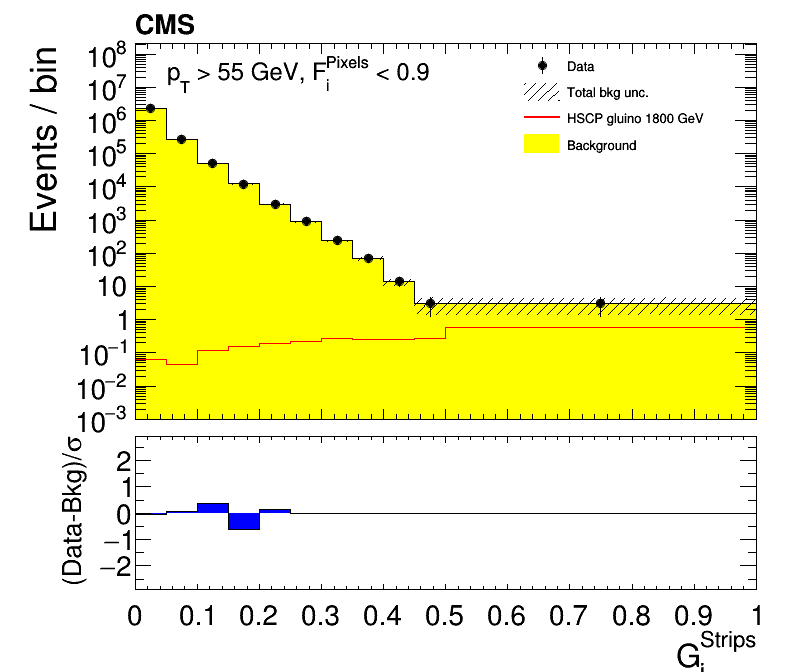 CMS
p_T > 55 GeV, F_i^Pixels < 0.9
Data
Total bkg unc.
HSCP gluino 1800 GeV
Background
Events / bin
10^8
10^7
10^6
10^5
10^4
10^3
10^2
10
1
10^−1
10^−2
10^−3
(Data-Bkg)/σ
2
1
0
−1
−2
0 0.1 0.2 0.3 0.4 0.5 0.6 0.7 0.8 0.9 1
G_i^Strips